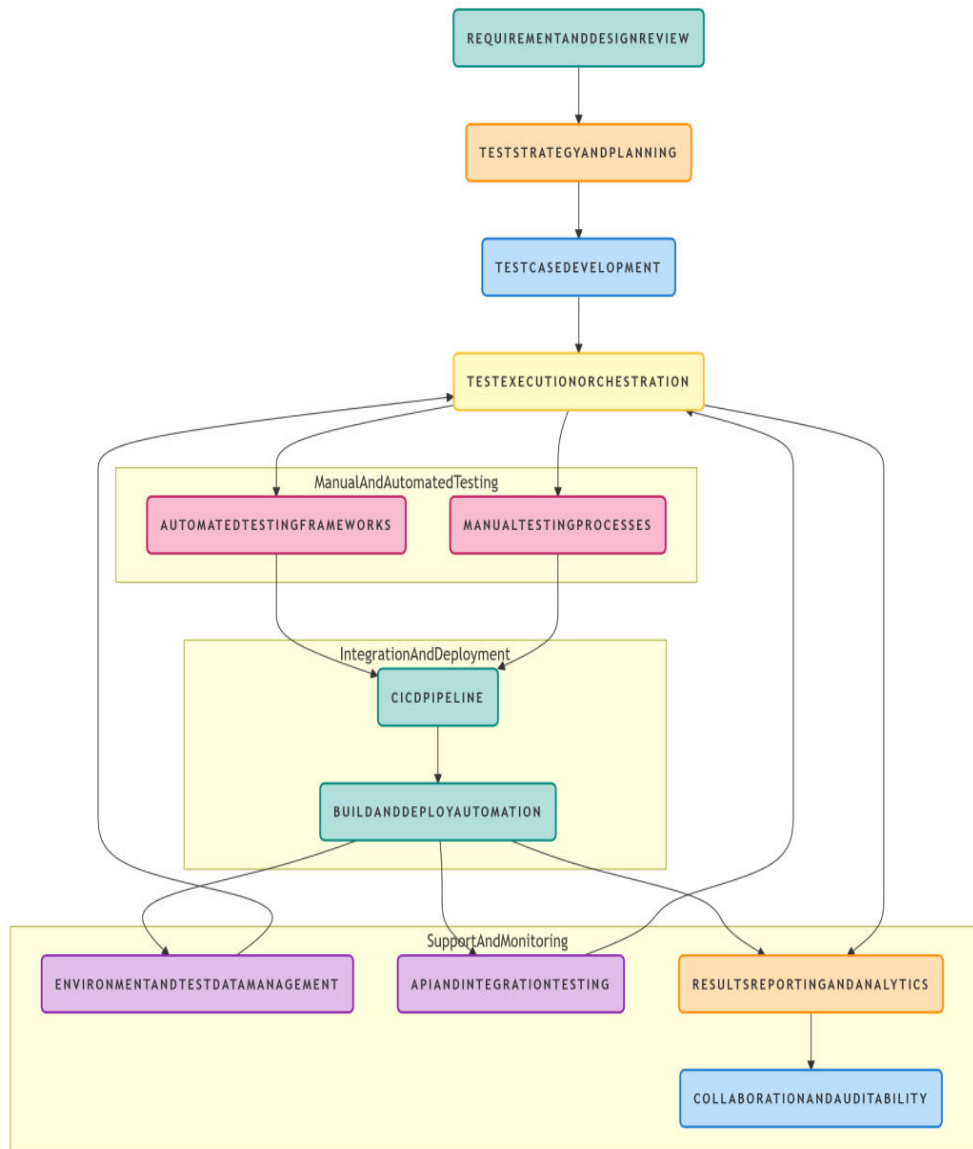 REQUIREMENTANDDESIGNREVIEW
TESTSTRATEGYANDPLANNING
TESTCASEDEVELOPMENT
TESTEXECUTIONORCHESTRATION
ManualAndAutomatedTesting
AUTOMATEDTESTINGFRAMEWORKS
MANUALTESTINGPROCESSES
IntegrationAndDeployment
CICDPIPELINE
BUILDANDDEPLOYAUTOMATION
SupportAndMonitoring
ENVIRONMENTANDTESTDATAMANAGEMENT
APIANDINTEGRATIONTESTING
RESULTSREPORTINGANDANALYTICS
COLLABORATIONANDAUDITABILITY